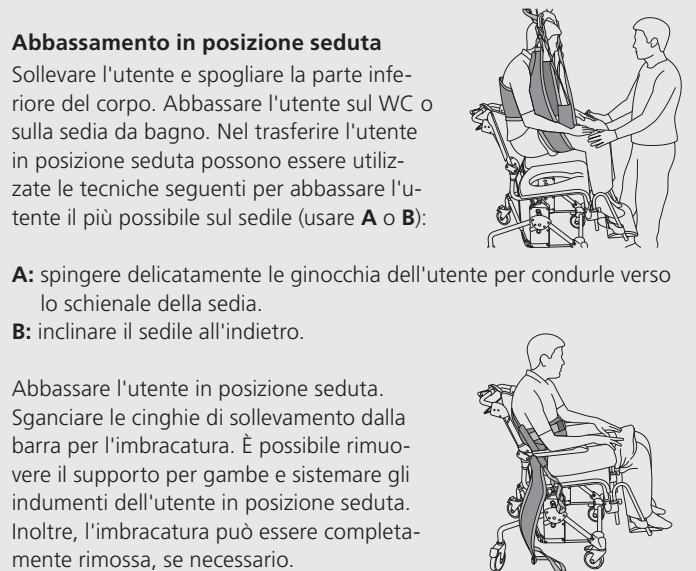 Abbassamento in posizione seduta
Sollevare l'utente e spogliare la parte infe-
riore del corpo. Abbassare l'utente sul WC o
sulla sedia da bagno. Nel trasferire l'utente
in posizione seduta possono essere utiliz-
zate le tecniche seguenti per abbassare l'u-
tente il più possibile sul sedile (usare A o B):
A: spingere delicatamente le ginocchia dell'utente per condurle verso
lo schienale della sedia.
B: inclinare il sedile all'indietro.
Abbassare l'utente in posizione seduta.
Sganciare le cinghie di sollevamento dalla
barra per l'imbracatura. È possibile rimuo-
vere il supporto per gambe e sistemare gli
indumenti dell'utente in posizione seduta.
Inoltre, l'imbracatura può essere completa-
mente rimossa, se necessario.